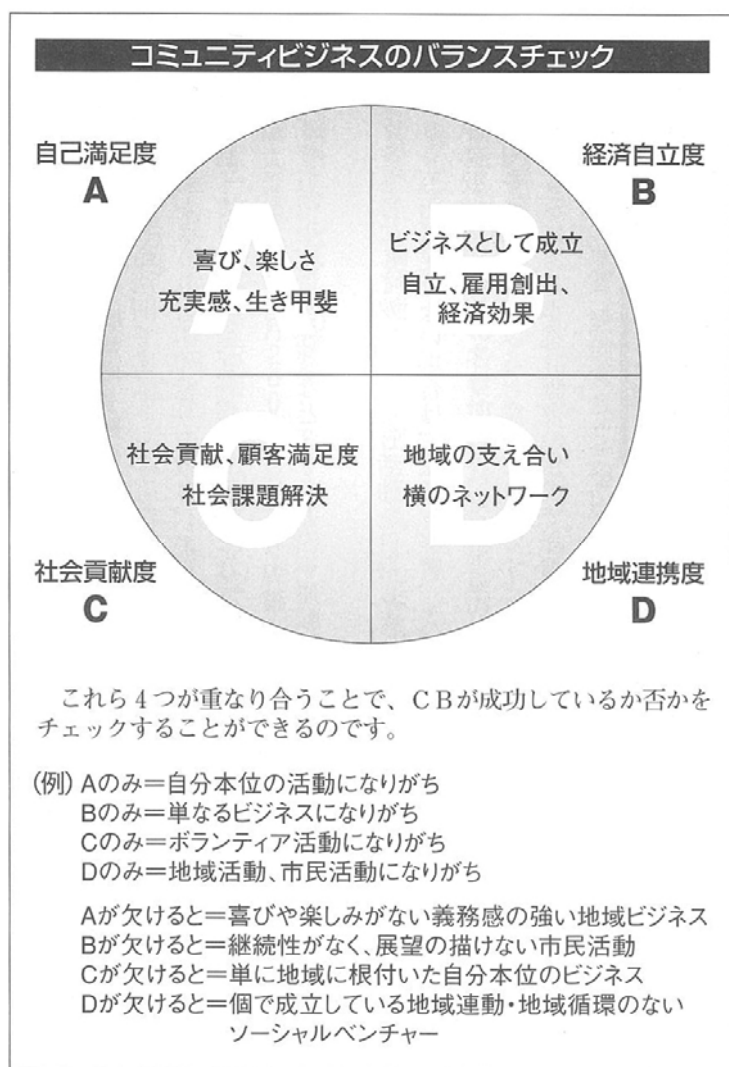 コミュニティビジネスのバランスチェック
自己満足度
A
経済自立度
B
A
B
喜び、楽しさ
充実感、生き甲斐
ビジネスとして成立
自立、雇用創出、
経済効果
C
D
社会貢献、顧客満足度
社会課題解決
地域の支え合い
横のネットワーク
社会貢献度
C
地域連携度
D
これら4つが重なり合うことで、CBが成功しているか否かを
チェックすることができるのです。
(例) Aのみ=自分本位の活動になりがち
Bのみ=単なるビジネスになりがち
Cのみ=ボランティア活動になりがち
Dのみ=地域活動、市民活動になりがち
Aが欠けると=喜びや楽しみがない義務感の強い地域ビジネス
Bが欠けると=継続性がなく、展望の描けない市民活動
Cが欠けると=単に地域に根付いた自分本位のビジネス
Dが欠けると=個で成立している地域連動・地域循環のない
ソーシャルベンチャー